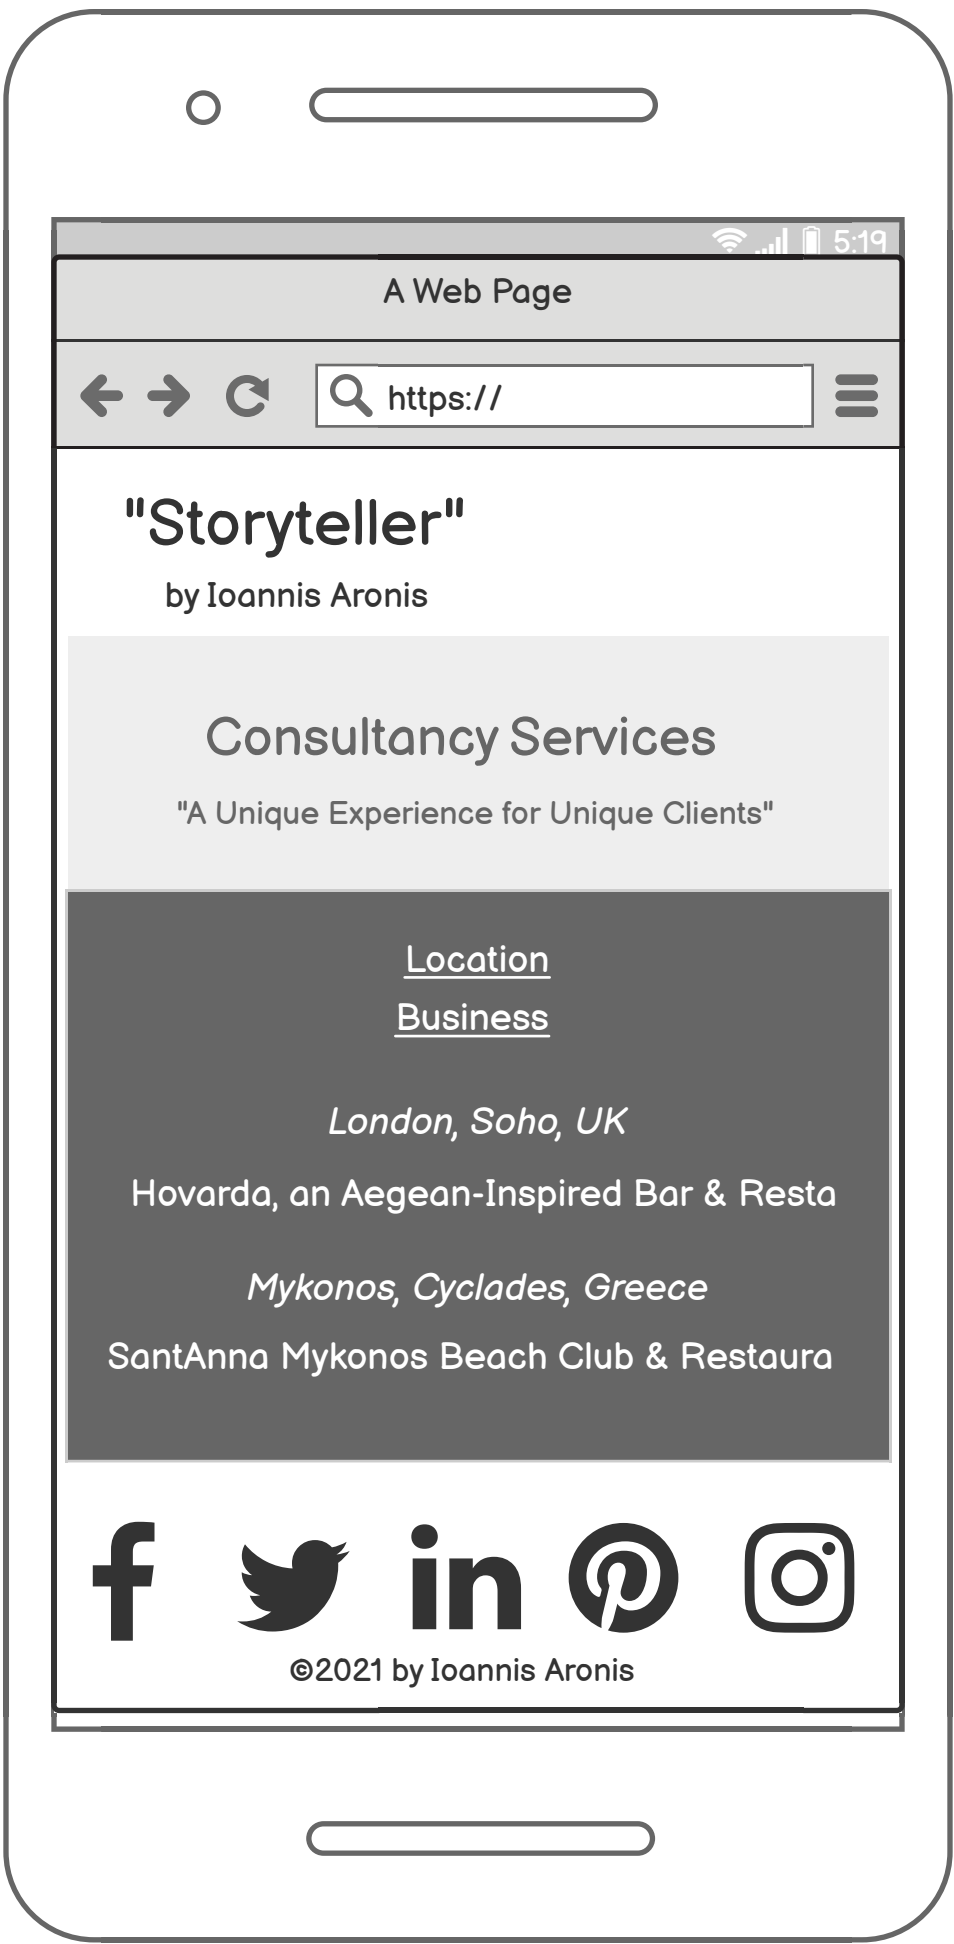 5:19
A Web Page
https://
"Storyteller"
by Ioannis Aronis
Consultancy Services
"A Unique Experience for Unique Clients"
Location
Business
London, Soho, UK
Hovarda, an Aegean-Inspired Bar & Resta
Mykonos, Cyclades, Greece
SantAnna Mykonos Beach Club & Restaura
©2021 by Ioannis Aronis